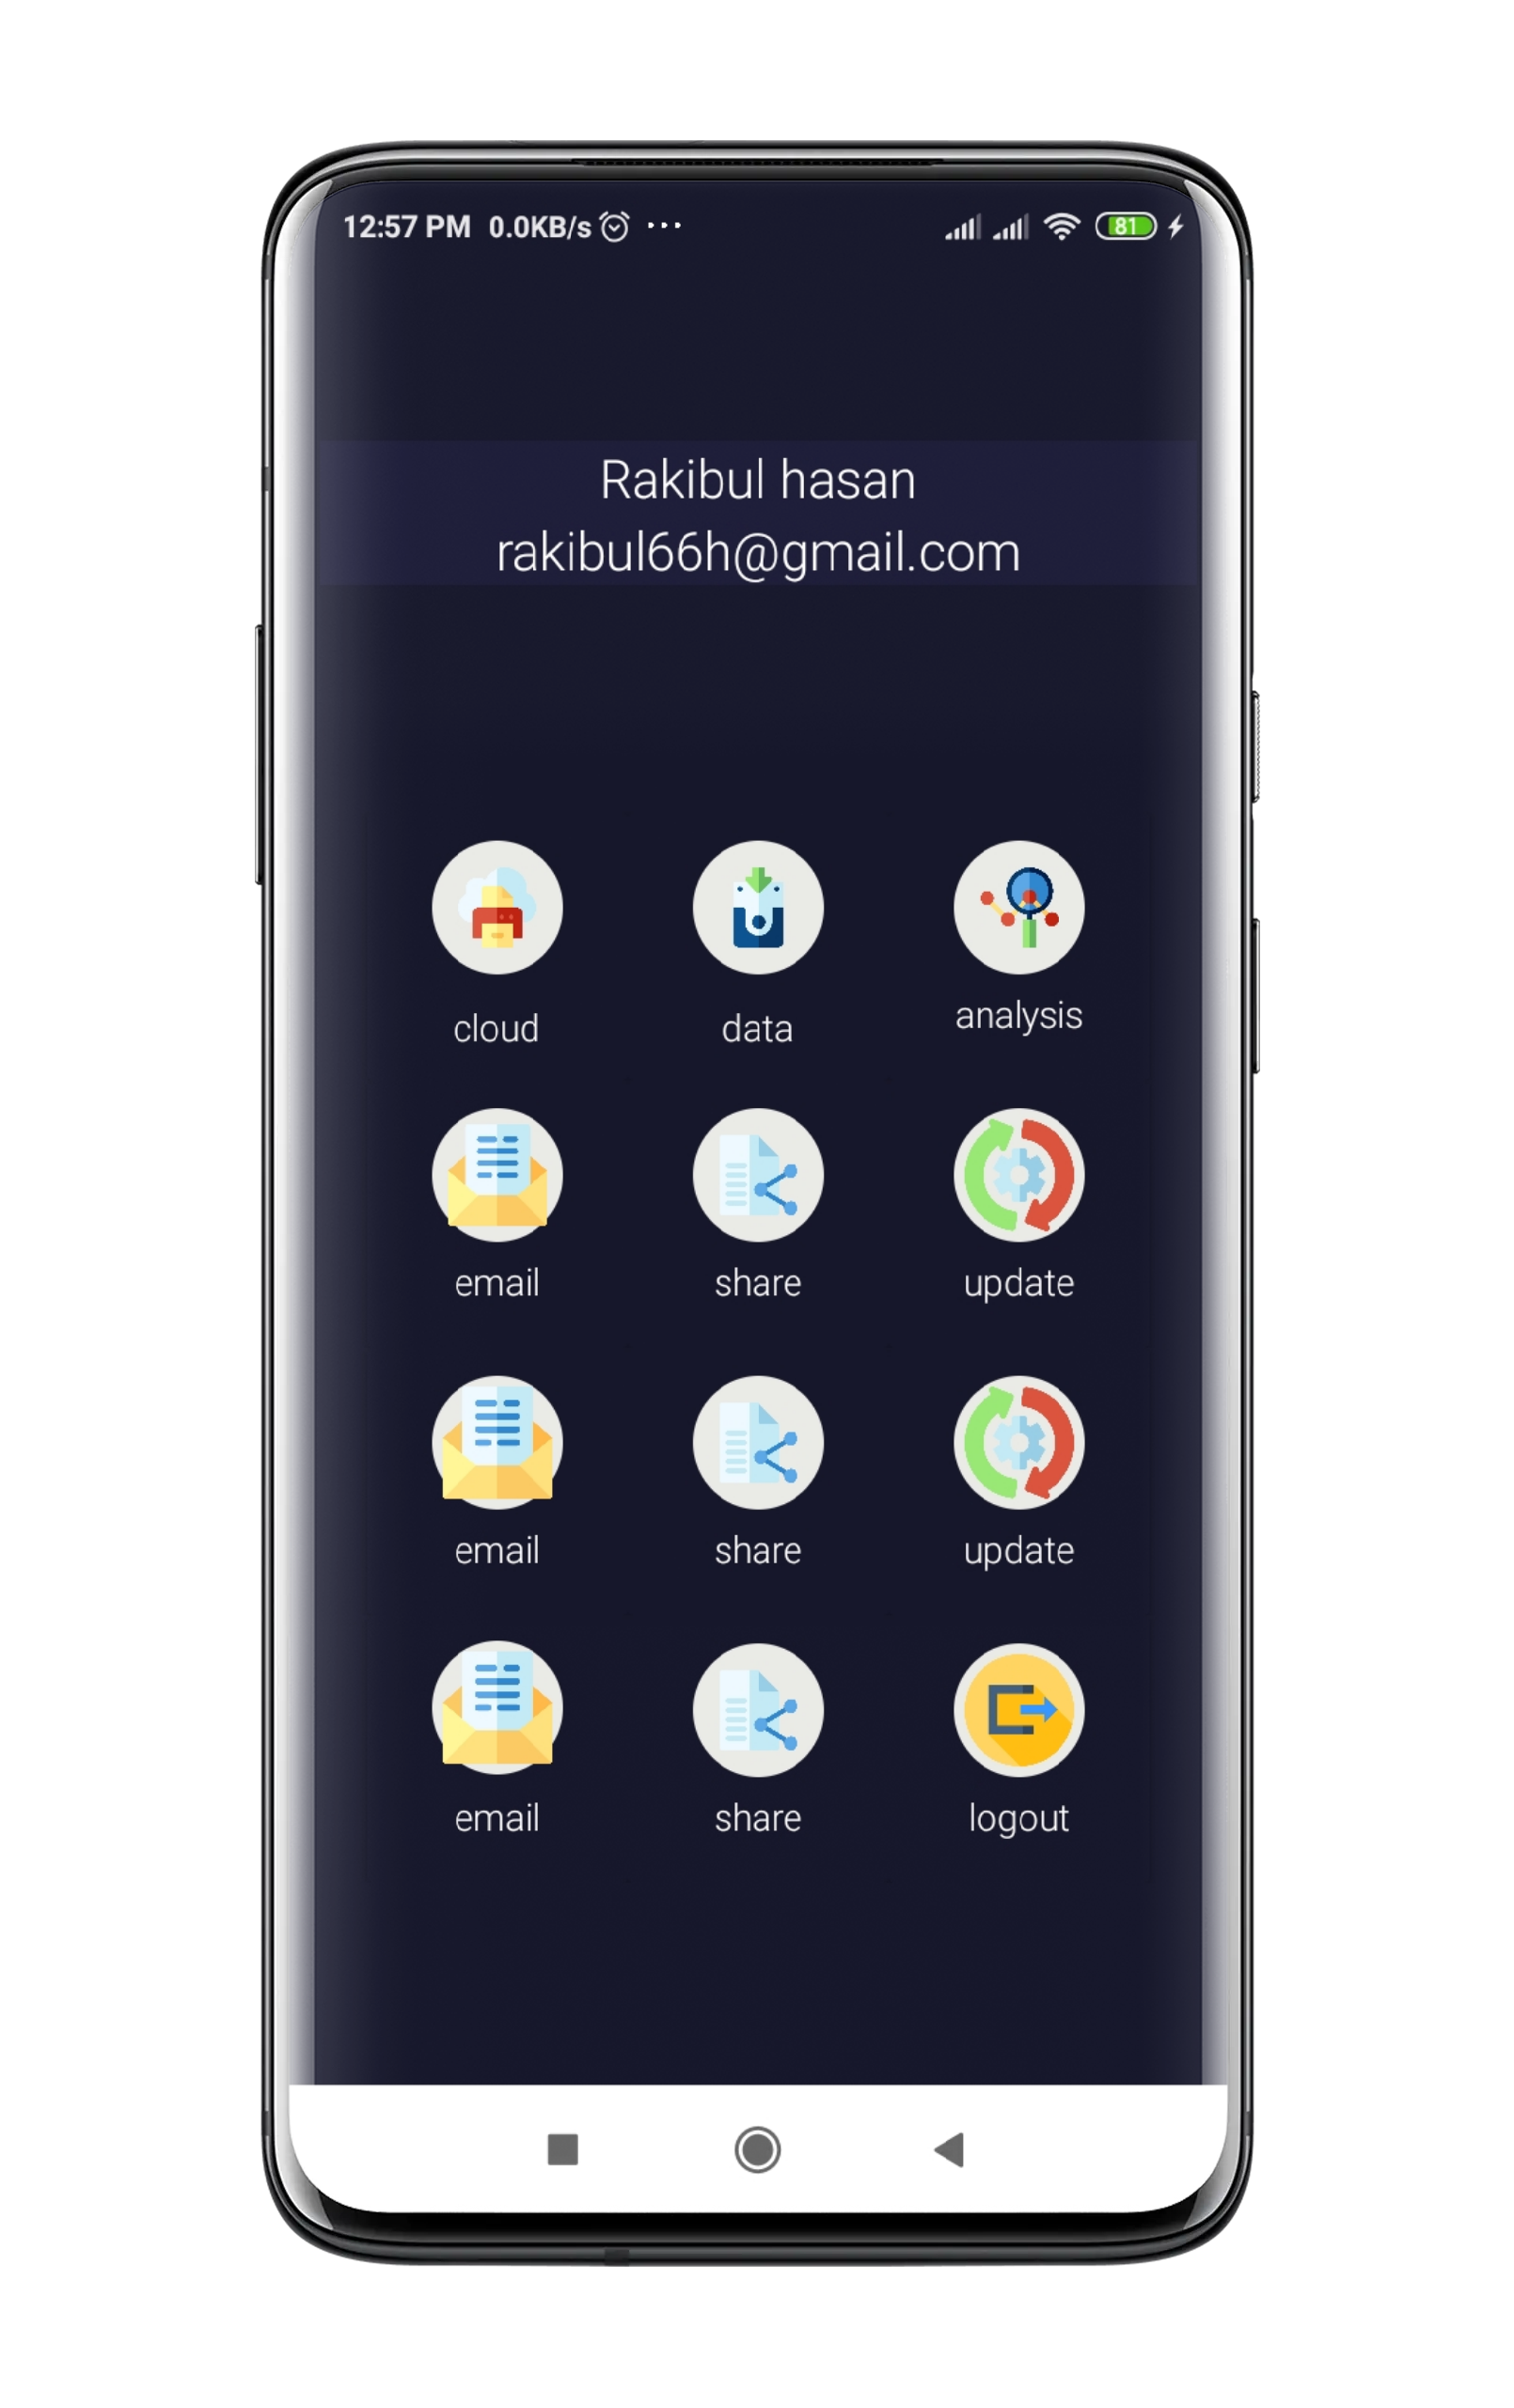 12:57 PM 0.0KB/s ... 81
Rakibul hasan
rakibul66h@gmail.com
cloud data analysis
email share update
email share update
email share logout